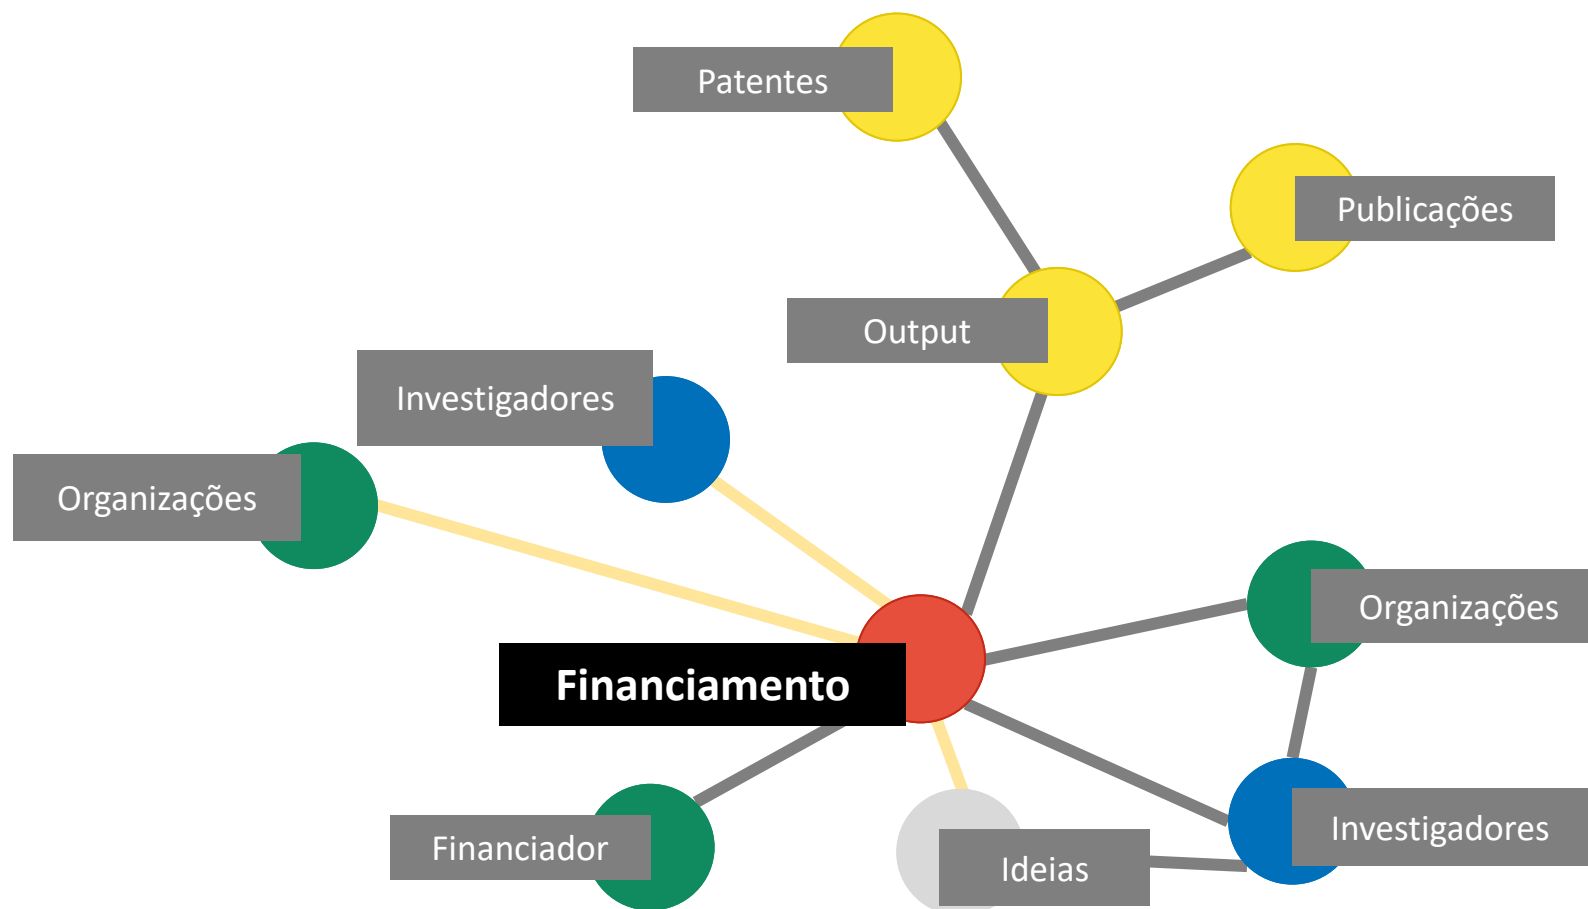 Patentes
Publicações
Output
Investigadores
Organizações
Organizações
Financiamento
Financiador
Investigadores
Ideias